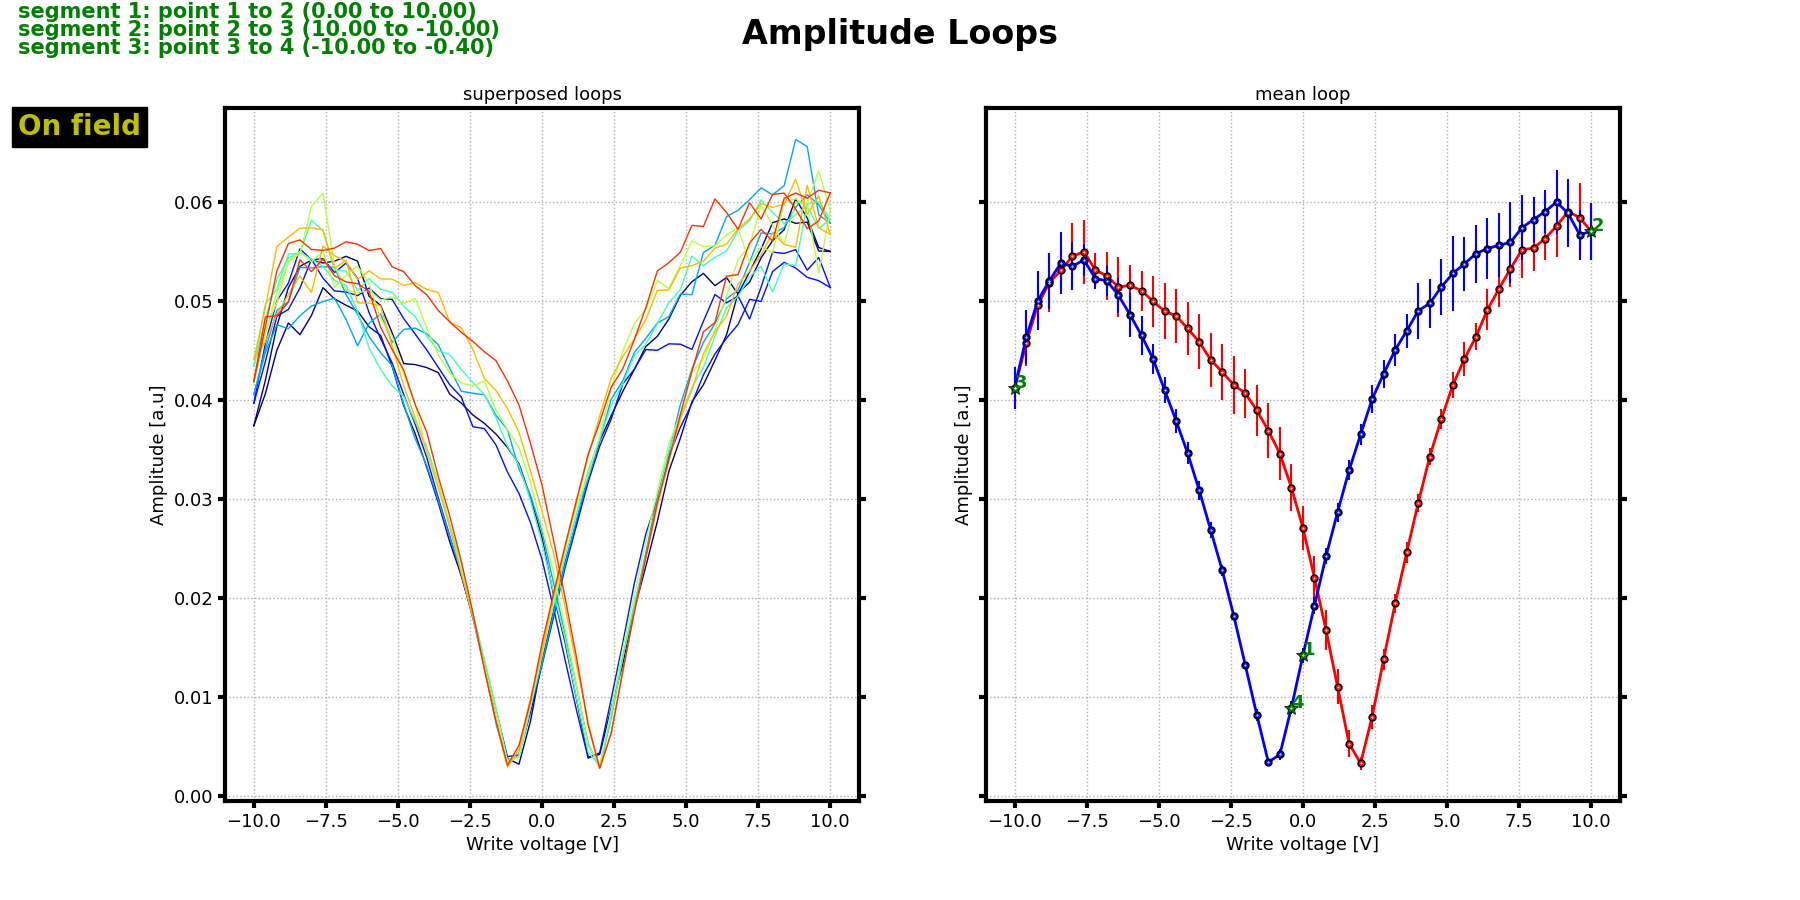 segment 1: point 1 to 2 (0.00 to 10.00)
segment 2: point 2 to 3 (10.00 to -10.00)
segment 3: point 3 to 4 (-10.00 to -0.40)
Amplitude Loops
On field
superposed loops
Amplitude [a.u]
0.06
0.05
0.04
0.03
0.02
0.01
0.00
−10.0 −7.5 −5.0 −2.5 0.0 2.5 5.0 7.5 10.0
Write voltage [V]
mean loop
Amplitude [a.u]
2
3
1
4
−10.0 −7.5 −5.0 −2.5 0.0 2.5 5.0 7.5 10.0
Write voltage [V]